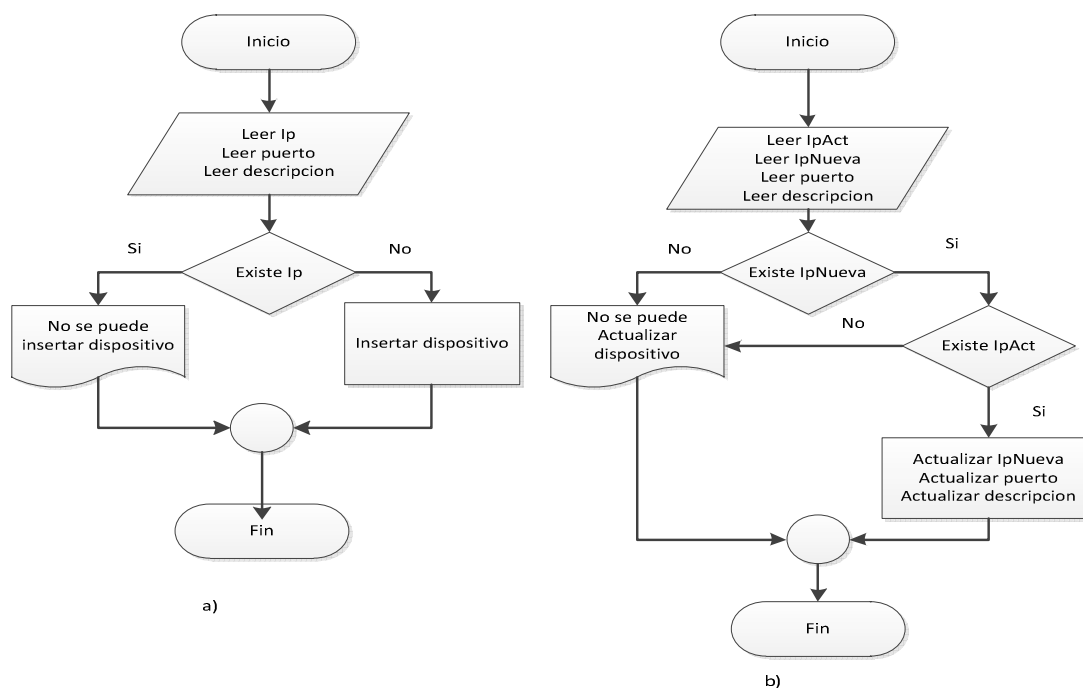 Inicio
Leer Ip
Leer puerto
Leer descripcion
Si
No
Existe Ip
No se puede
insertar dispositivo
Insertar dispositivo
Fin
a)
Inicio
Leer IpAct
Leer IpNueva
Leer puerto
Leer descripcion
No
Si
Existe IpNueva
No se puede
Actualizar
dispositivo
No
Existe IpAct
Si
Actualizar IpNueva
Actualizar puerto
Actualizar descripcion
Fin
b)